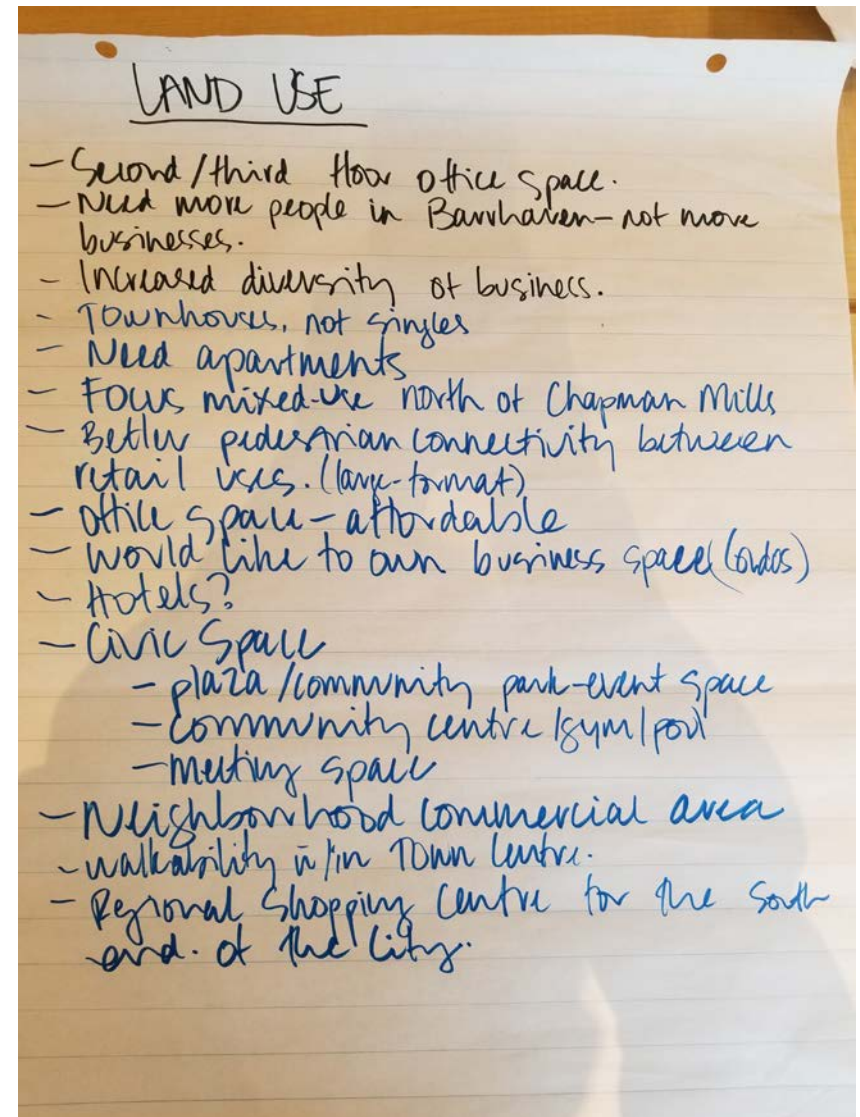 LAND USE
- Second/third floor office space.
- Need more people in Barrhaven - not more
businesses.
- Increased diversity of business.
- Townhouses, not singles
- Need apartments
- Focus mixed-use north of Chapman Mills
- Better pedestrian connectivity between
retail uses. (large-format)
- office space - affordable
- Would like to own business space (condos)
- Hotels?
- Civic Space
- plaza/community park-event space
- community centre/gym/pool
- meeting space
- Neighbourhood commercial area
- walkability w/in Town Centre.
- Regional Shopping Centre for the South
end. of the City.